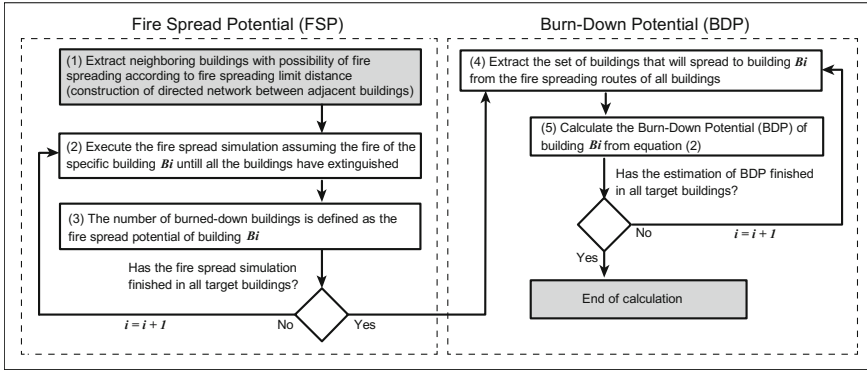 Fire Spread Potential (FSP)
(1) Extract neighboring buildings with possibility of fire
spreading according to fire spreading limit distance
(construction of directed network between adjacent buildings)
(2) Execute the fire spread simulation assuming the fire of the
specific building Bi untill all the buildings have extinguished
(3) The number of burned-down buildings is defined as the
fire spread potential of building Bi
Has the fire spread simulation
finished in all target buildings?
i = i + 1
No
Yes
Burn-Down Potential (BDP)
(4) Extract the set of buildings that will spread to building Bi
from the fire spreading routes of all buildings
(5) Calculate the Burn-Down Potential (BDP) of
building Bi from equation (2)
Has the estimation of BDP finished
in all target buildings?
No
i = i + 1
Yes
End of calculation